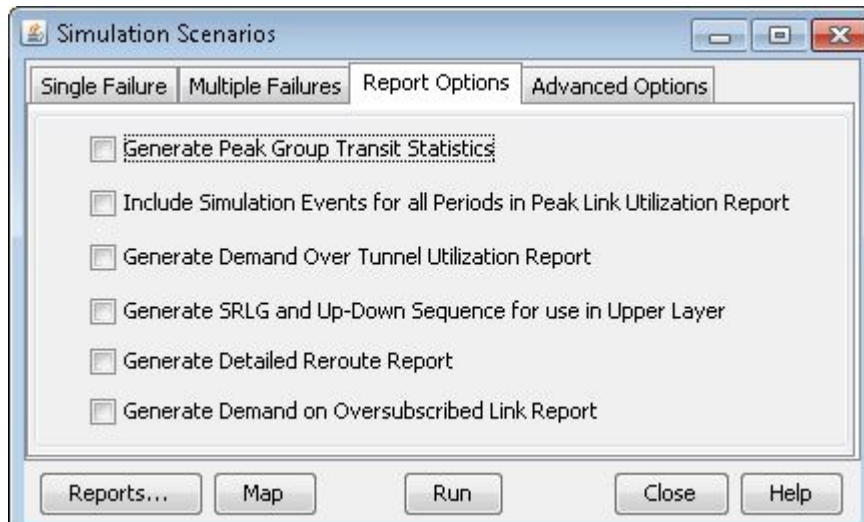 Simulation Scenarios
Single Failure Multiple Failures Report Options Advanced Options
Generate Peak Group Transit Statistics
Include Simulation Events for all Periods in Peak Link Utilization Report
Generate Demand Over Tunnel Utilization Report
Generate SRLG and Up-Down Sequence for use in Upper Layer
Generate Detailed Reroute Report
Generate Demand on Oversubscribed Link Report
Reports... Map Run Close Help